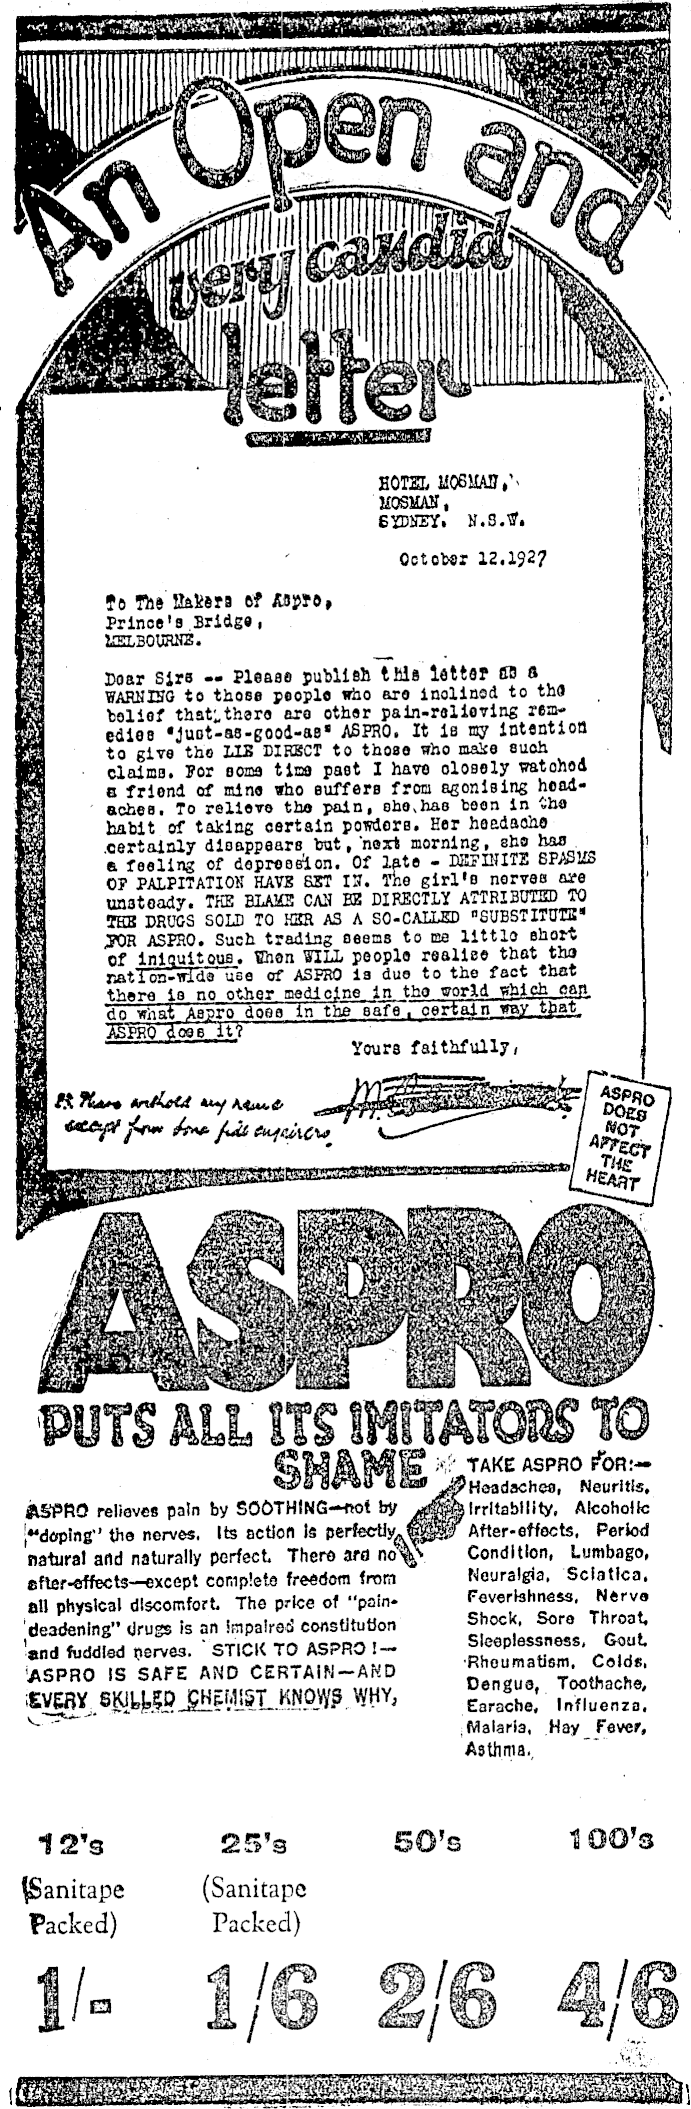 An Open and
very candid
letter
HOTEL MOSMAN,
MOSMAN,
SYDNEY. N.S.W.
October 12.1927
To The Makers of Aspro,
Prince's Bridge,
MELBOURNE.
Dear Sirs -- Please publish this letter as a
WARNING to those people who are inclined to the
belief that there are other pain-relieving rem-
edies "just-as-good-as" ASPRO. It is my intention
to give the LIE DIRECT to those who make such
claims. For some time past I have closely watched
a friend of mine who suffers from agonising head-
aches. To relieve the pain, she has been in the
habit of taking certain powders. Her headache
certainly disappears but, next morning, she has
a feeling of depression. Of late - DEFINITE SPASMS
OF PALPITATION HAVE SET IN. The girl's nerves are
unsteady. THE BLAME CAN BE DIRECTLY ATTRIBUTED TO
THE DRUGS SOLD TO HER AS A SO-CALLED "SUBSTITUTE"
FOR ASPRO. Such trading seems to me little short
of iniquitous. When WILL people realise that the
nation-wide use of ASPRO is due to the fact that
there is no other medicine in the world which can
do what Aspro does in the safe, certain way that
ASPRO does it?
Yours faithfully,
PS Please withold my name
except from bona fide enquirers.
ASPRO
DOES
NOT
AFFECT
THE
HEART
ASPRO
PUTS ALL ITS IMITATORS TO
SHAME
ASPRO relieves pain by SOOTHING—not by
"doping" the nerves. Its action is perfectly
natural and naturally perfect. There are no
after-effects—except complete freedom from
all physical discomfort. The price of "pain-
deadening" drugs is an impaired constitution
and fuddled nerves. STICK TO ASPRO!—
ASPRO IS SAFE AND CERTAIN—AND
EVERY SKILLED CHEMIST KNOWS WHY.
TAKE ASPRO FOR:—
Headaches, Neuritis,
Irritability, Alcoholic
After-effects, Period
Condition, Lumbago,
Neuralgia, Sciatica,
Feverishness, Nerve
Shock, Sore Throat,
Sleeplessness, Gout,
Rheumatism, Colds,
Dengue, Toothache,
Earache, Influenza,
Malaria, Hay Fever,
Asthma.
12's 25's 50's 100's
(Sanitape (Sanitape
Packed) Packed)
1/- 1/6 2/6 4/6